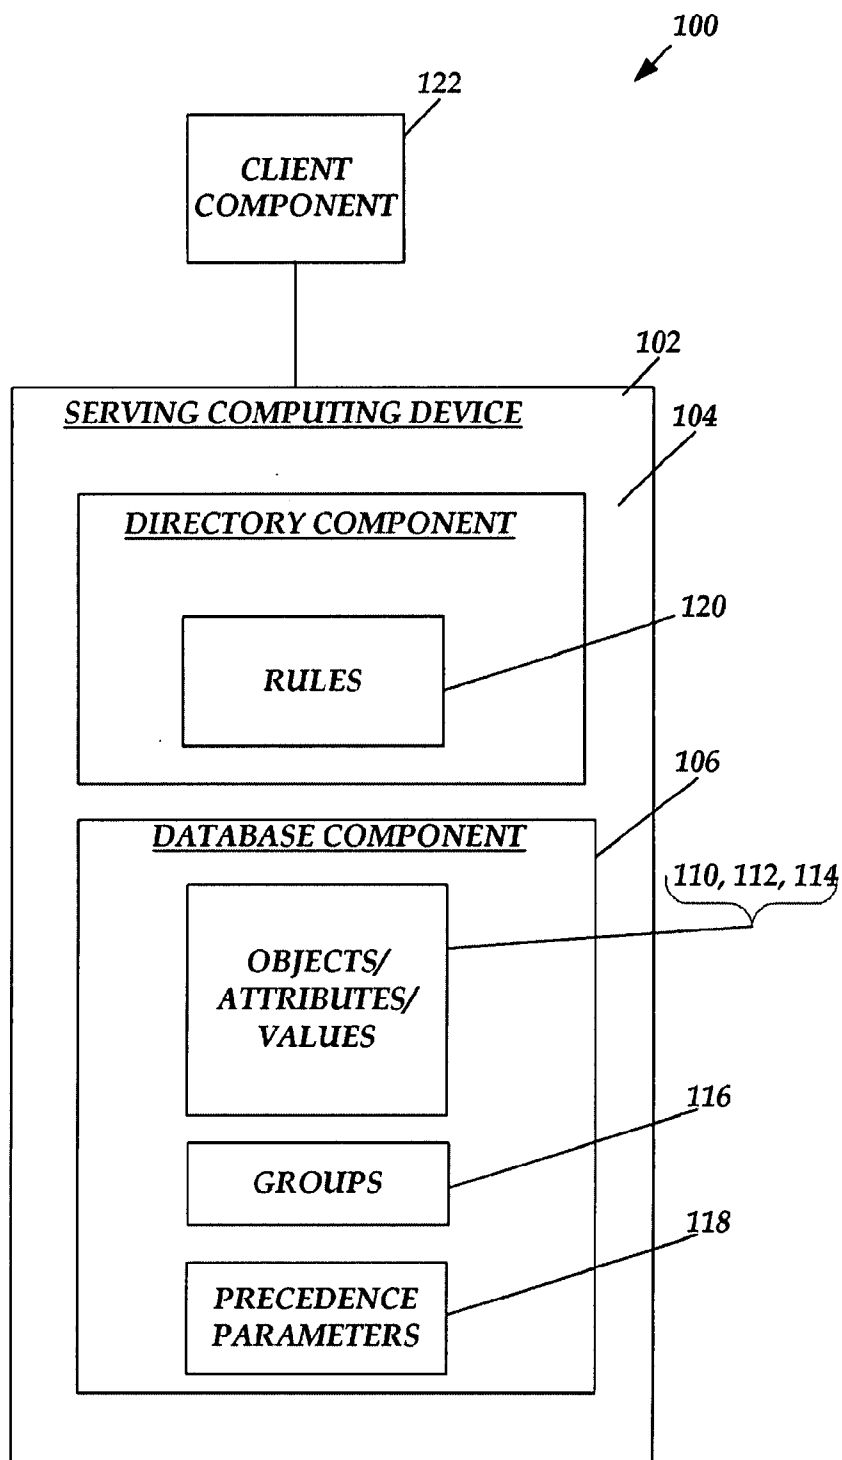 100
122
CLIENT
COMPONENT
102
SERVING COMPUTING DEVICE
104
DIRECTORY COMPONENT
120
RULES
106
DATABASE COMPONENT
110, 112, 114
OBJECTS/
ATTRIBUTES/
VALUES
116
GROUPS
118
PRECEDENCE
PARAMETERS